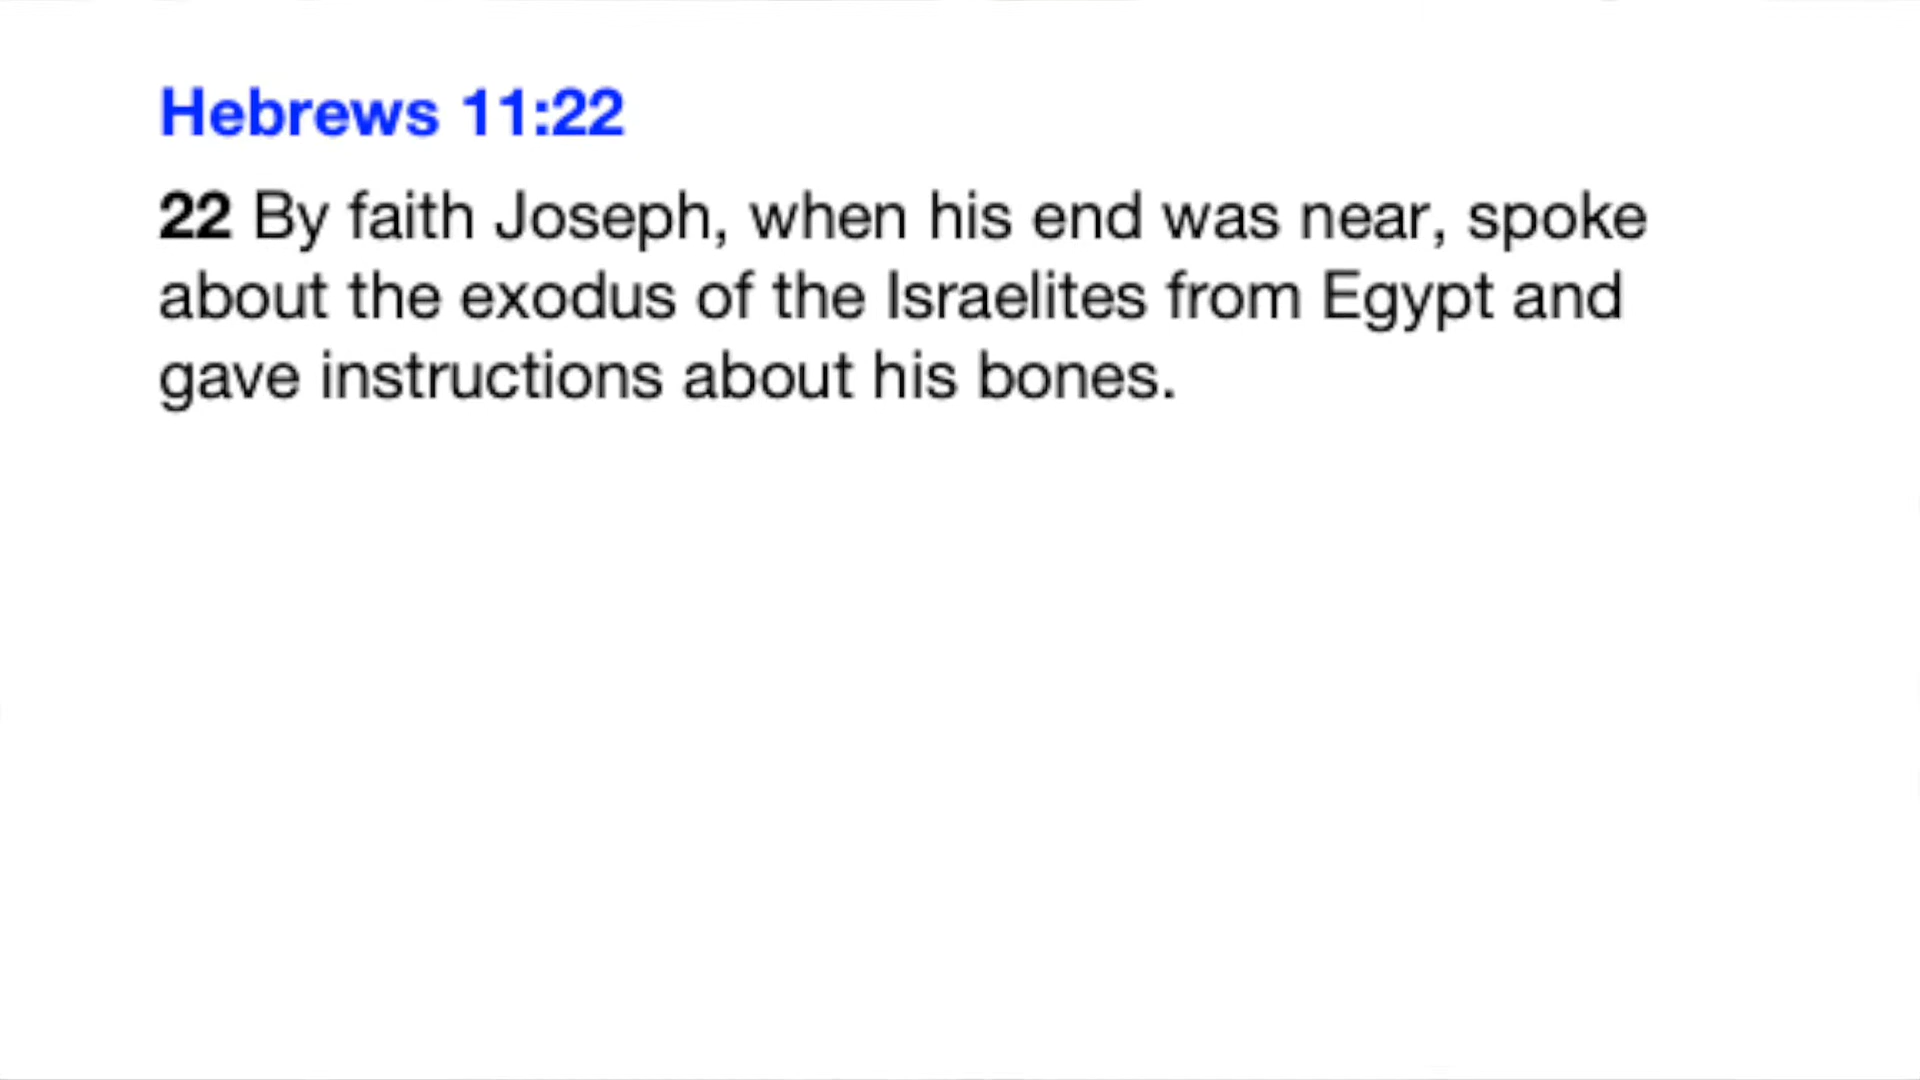 Hebrews 11:22
22 By faith Joseph, when his end was near, spoke
about the exodus of the Israelites from Egypt and
gave instructions about his bones.